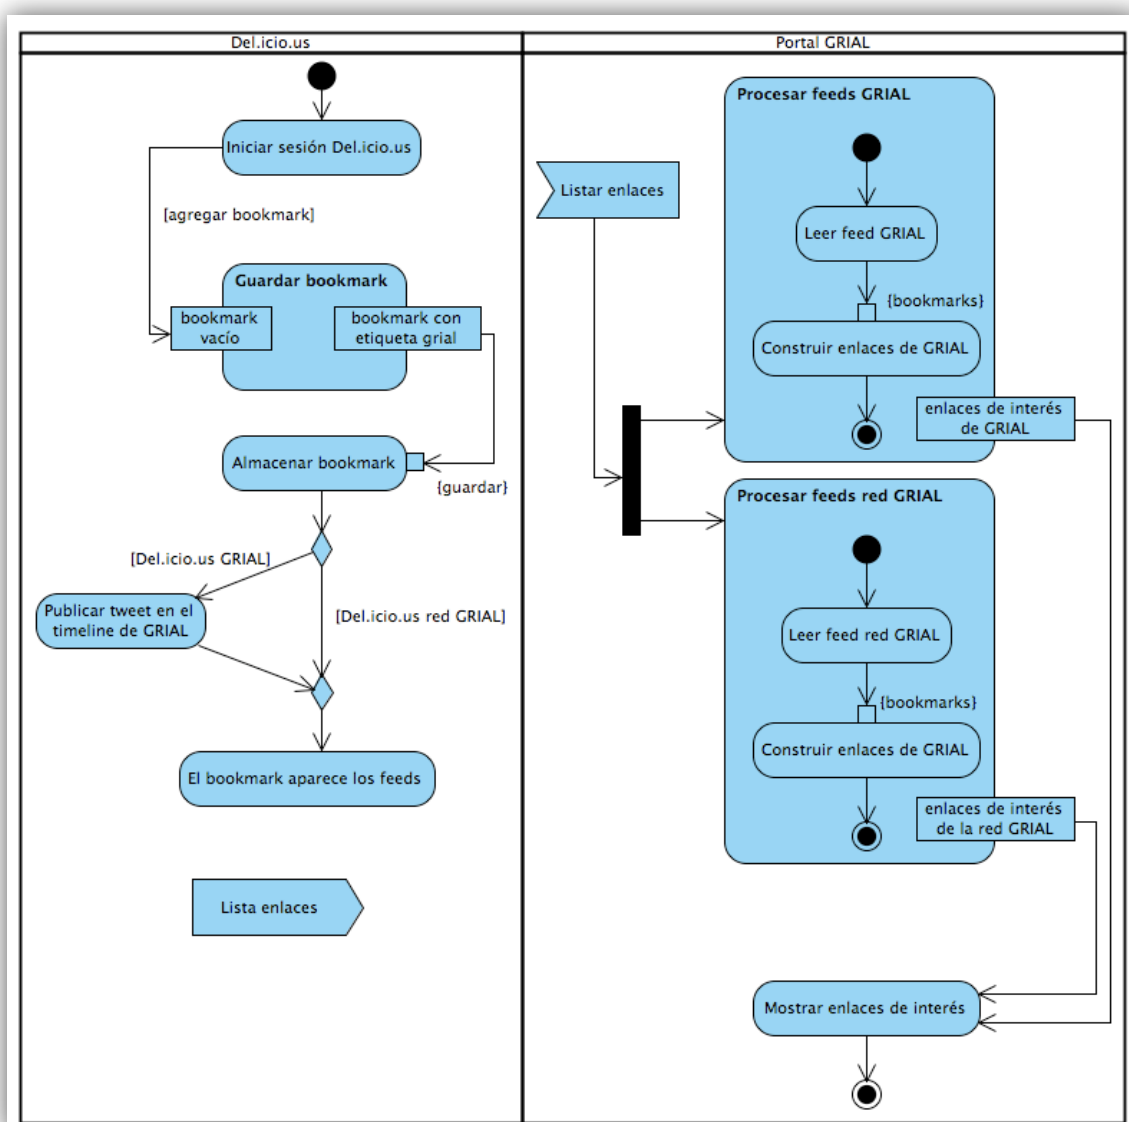 Del.icio.us
Iniciar sesión Del.icio.us
[agregar bookmark]
Guardar bookmark
bookmark
vacío
bookmark con
etiqueta grial
Almacenar bookmark
{guardar}
[Del.icio.us GRIAL]
Publicar tweet en el
timeline de GRIAL
[Del.icio.us red GRIAL]
El bookmark aparece los feeds
Lista enlaces
Portal GRIAL
Listar enlaces
Procesar feeds GRIAL
Leer feed GRIAL
{bookmarks}
Construir enlaces de GRIAL
enlaces de interés
de GRIAL
Procesar feeds red GRIAL
Leer feed red GRIAL
{bookmarks}
Construir enlaces de GRIAL
enlaces de interés
de la red GRIAL
Mostrar enlaces de interés